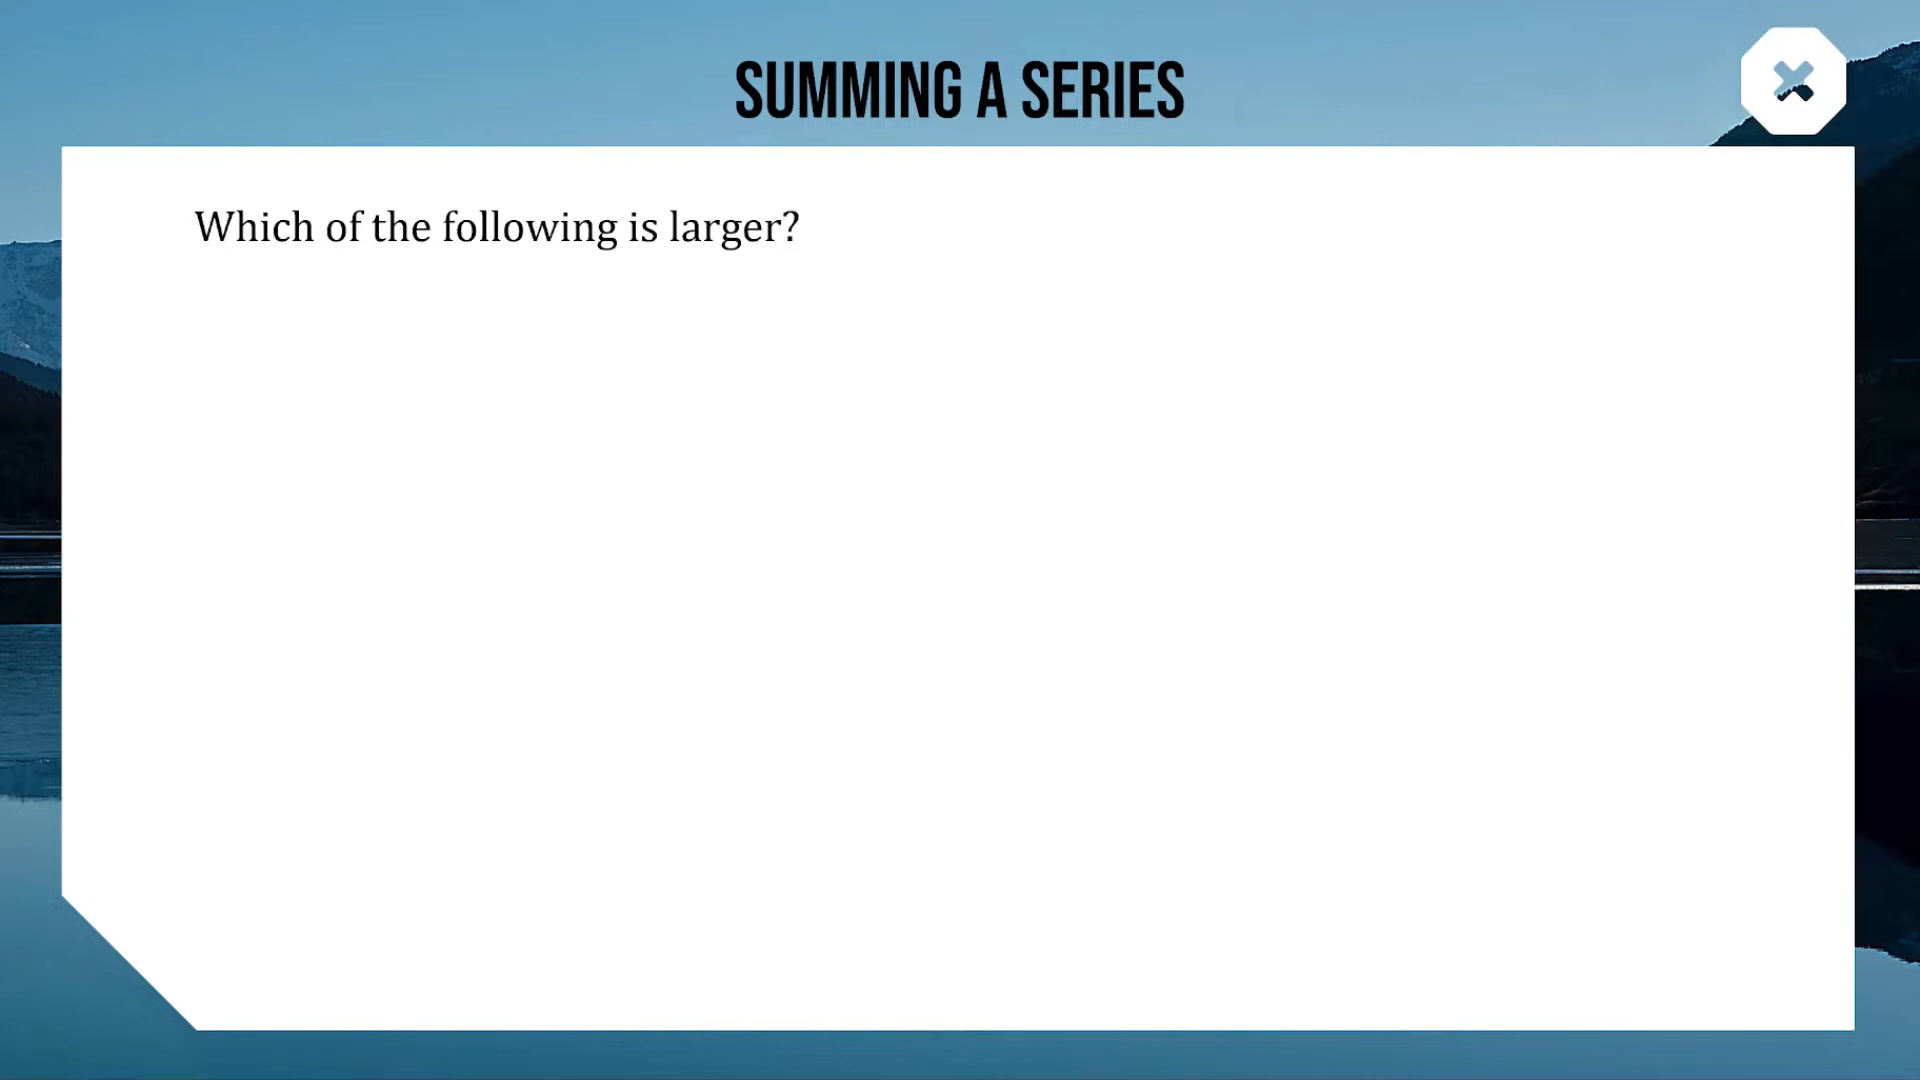 SUMMING A SERIES
Which of the following is larger?